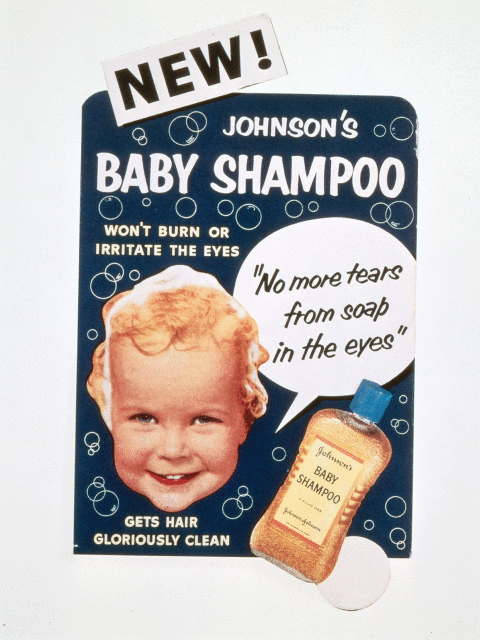 NEW!
JOHNSON'S
BABY SHAMPOO
WON'T BURN OR
IRRITATE THE EYES
"No more tears
from soap
in the eyes"
Johnson's
BABY
SHAMPOO
Johnson & Johnson
GETS HAIR
GLORIOUSLY CLEAN